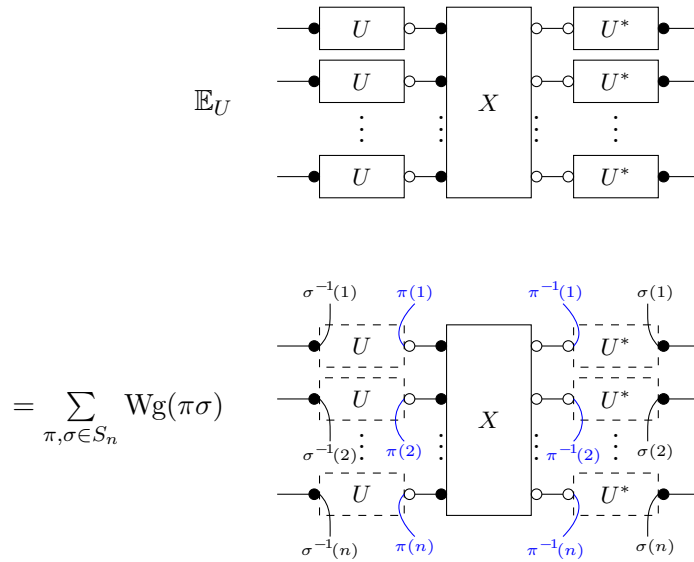 U U*
U U*
𝔼_U X
⋮ ⋮ ⋮ ⋮
U U*
σ⁻¹(1) π(1) π⁻¹(1) σ(1)
U U*
= ∑_{π,σ∈S_n} Wg(πσ) U X U*
σ⁻¹(2) ⋮ π(2) ⋮ ⋮ π⁻¹(2) ⋮ σ(2)
U U*
σ⁻¹(n) π(n) π⁻¹(n) σ(n)